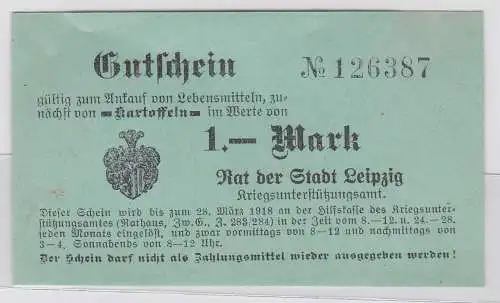 Gutschein № 126387
gültig zum Ankauf von Lebensmitteln, zu-
nächst von Kartoffeln im Werte von
1.— Mark
Rat der Stadt Leipzig
Kriegsunterstützungsamt.
Dieser Schein wird bis zum 28. März 1918 an der Hilfskasse des Kriegsunter-
stützungsamtes (Rathaus, Zw.G., Z. 283/284) in der Zeit vom 8.—12. u. 24.—28.
jeden Monats eingelöst, und zwar vormittags von 8—12 und nachmittags von
3—4, Sonnabends von 8—12 Uhr.
Der Schein darf nicht als Zahlungsmittel wieder ausgegeben werden!